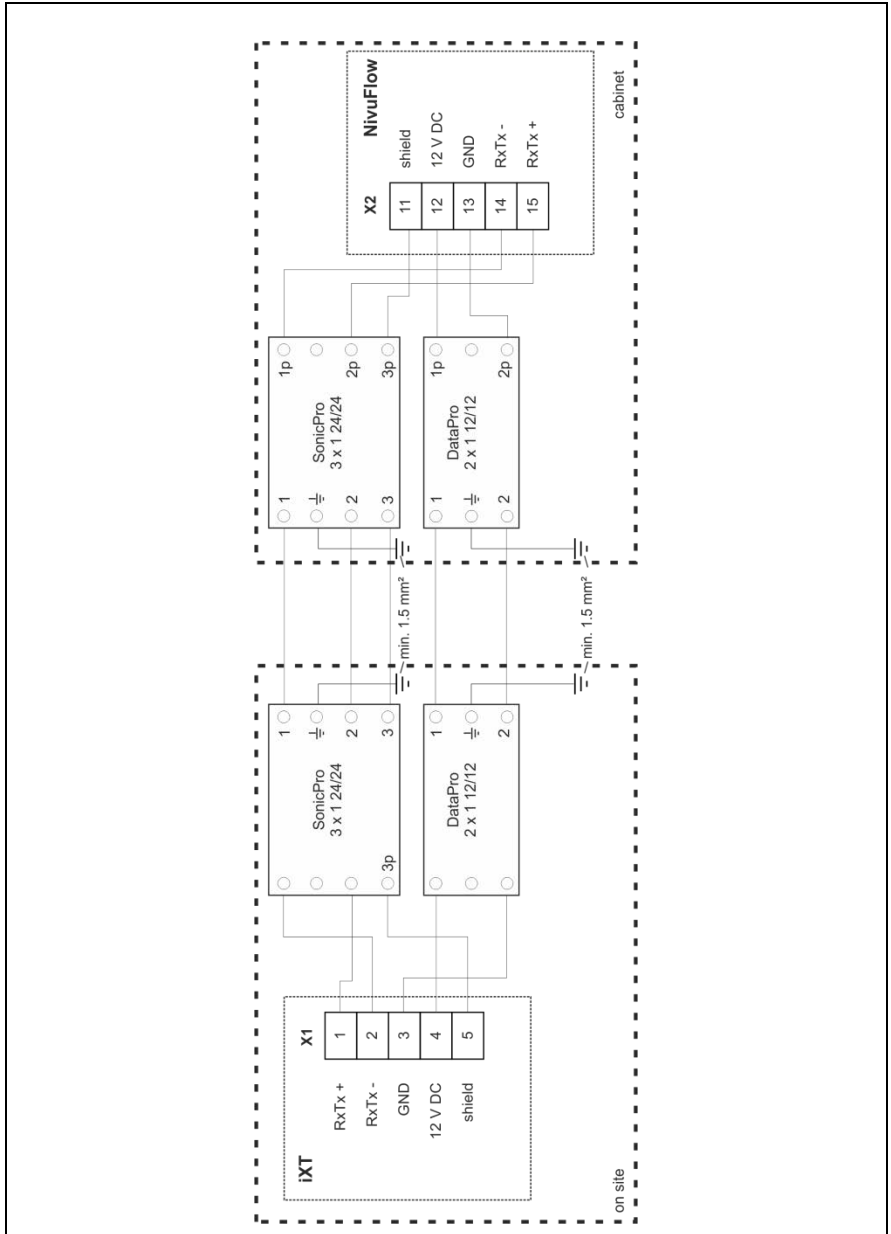 cabinet
NivuFlow
X2
11
shield
12
12 V DC
13
GND
14
RxTx -
15
RxTx +
SonicPro
3 x 1 24/24
1
2
3
1p
2p
3p
DataPro
2 x 1 12/12
1
2
1p
2p
min. 1.5 mm²
min. 1.5 mm²
SonicPro
3 x 1 24/24
1
2
3
3p
DataPro
2 x 1 12/12
1
2
iXT
X1
RxTx +
1
RxTx -
2
GND
3
12 V DC
4
shield
5
on site